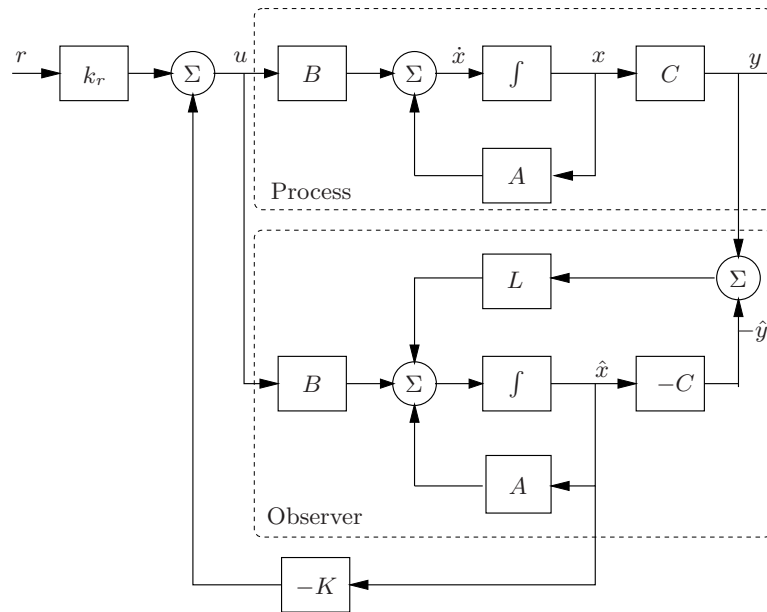 r
k_r
Σ
u
B
Σ
ẋ
∫
x
C
y
A
Process
L
Σ
−ŷ
B
Σ
∫
x̂
−C
A
Observer
−K